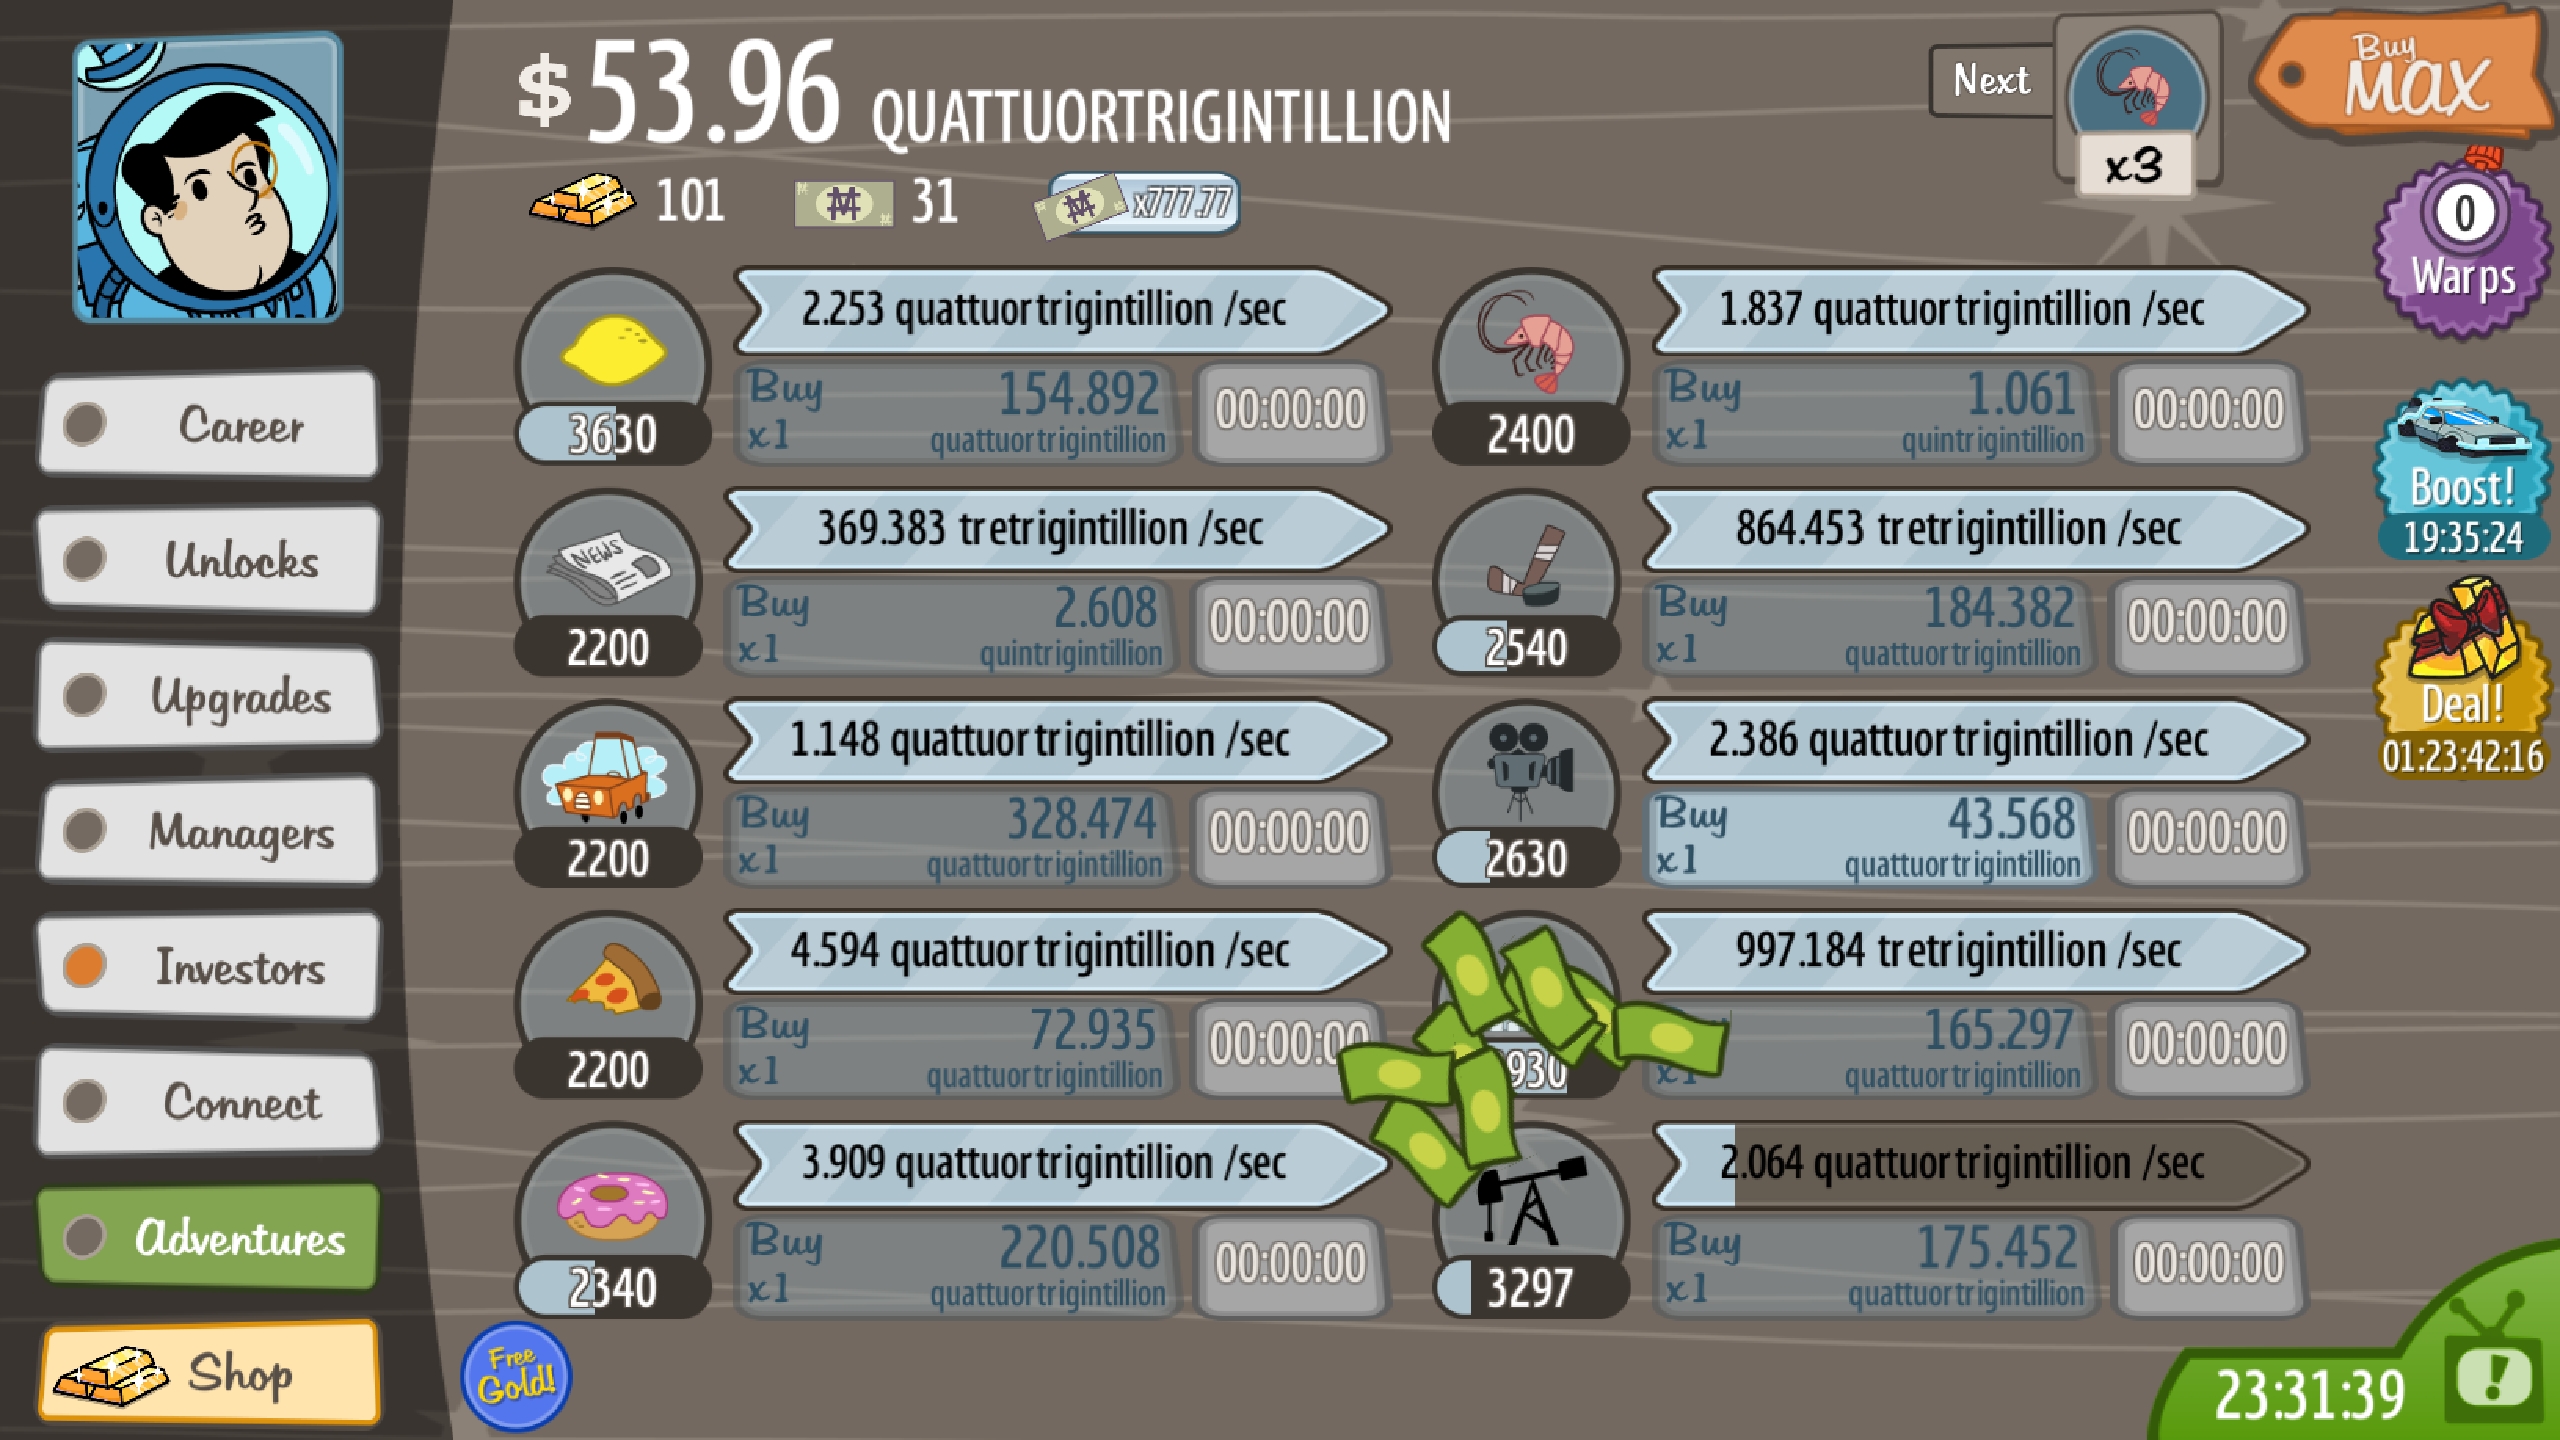 $53.96 QUATTUORTRIGINTILLION
Next
x3
Buy MAX
101
31
x777.77
0
Warps
Boost!
19:35:24
Deal!
01:23:42:16
Career
Unlocks
Upgrades
Managers
Investors
Connect
Adventures
Shop
3630
2.253 quattuortrigintillion /sec
Buy 154.892
x1 quattuortrigintillion
00:00:00
2400
1.837 quattuortrigintillion /sec
Buy 1.061
x1 quintrigintillion
00:00:00
NEWS
2200
369.383 tretrigintillion /sec
Buy 2.608
x1 quintrigintillion
00:00:00
2540
864.453 tretrigintillion /sec
Buy 184.382
x1 quattuortrigintillion
00:00:00
2200
1.148 quattuortrigintillion /sec
Buy 328.474
x1 quattuortrigintillion
00:00:00
2630
2.386 quattuortrigintillion /sec
Buy 43.568
x1 quattuortrigintillion
00:00:00
2200
4.594 quattuortrigintillion /sec
Buy 72.935
x1 quattuortrigintillion
00:00:00
997.184 tretrigintillion /sec
165.297
x1 quattuortrigintillion
00:00:00
2340
3.909 quattuortrigintillion /sec
Buy 220.508
x1 quattuortrigintillion
00:00:00
3297
2.064 quattuortrigintillion /sec
Buy 175.452
x1 quattuortrigintillion
00:00:00
Free
Gold!
23:31:39
!